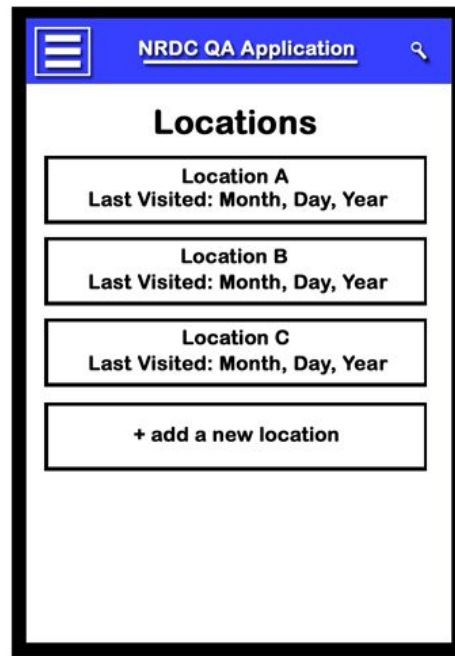 NRDC QA Application
Locations
Location A
Last Visited: Month, Day, Year
Location B
Last Visited: Month, Day, Year
Location C
Last Visited: Month, Day, Year
+ add a new location